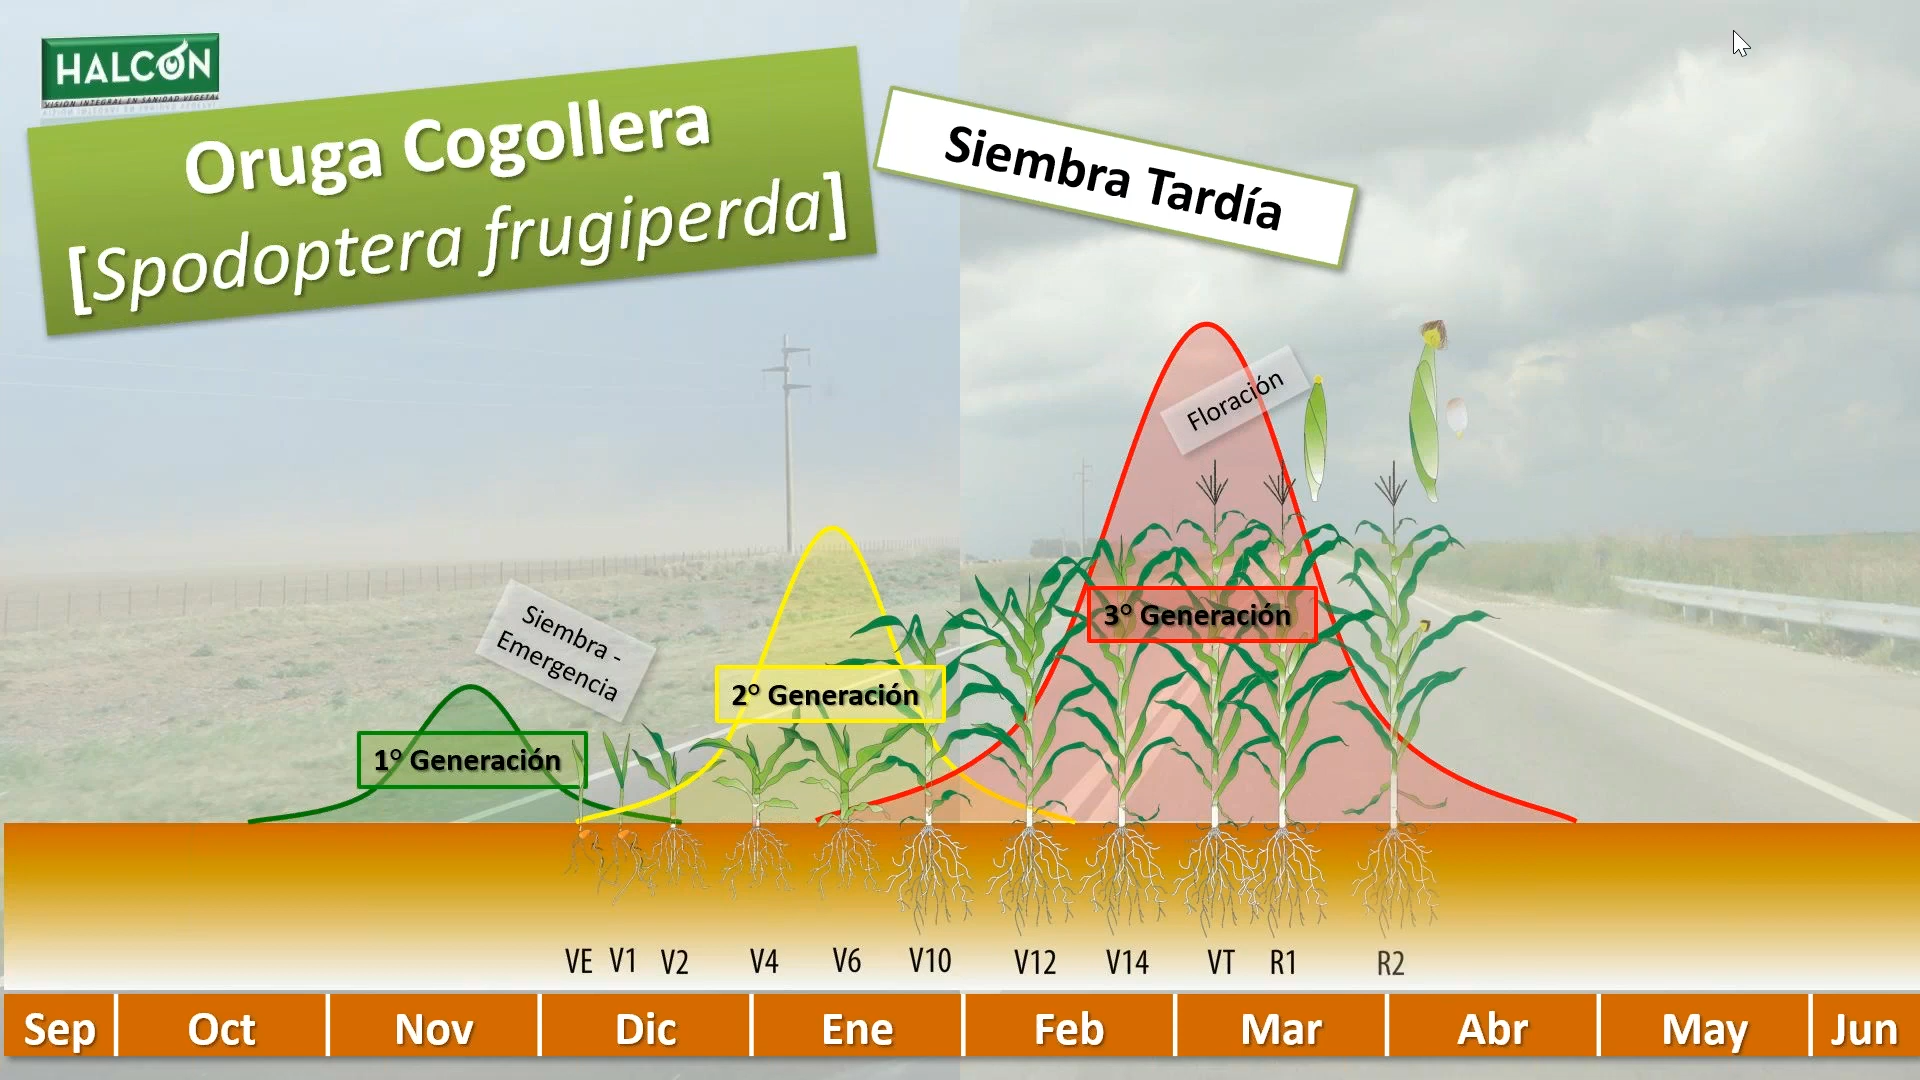 HALCÓN
VISIÓN INTEGRAL EN SANIDAD VEGETAL
Oruga Cogollera
[Spodoptera frugiperda]
Siembra Tardía
Floración
Siembra -
Emergencia
1° Generación
2° Generación
3° Generación
VE V1 V2 V4 V6 V10 V12 V14 VT R1 R2
Sep Oct Nov Dic Ene Feb Mar Abr May Jun